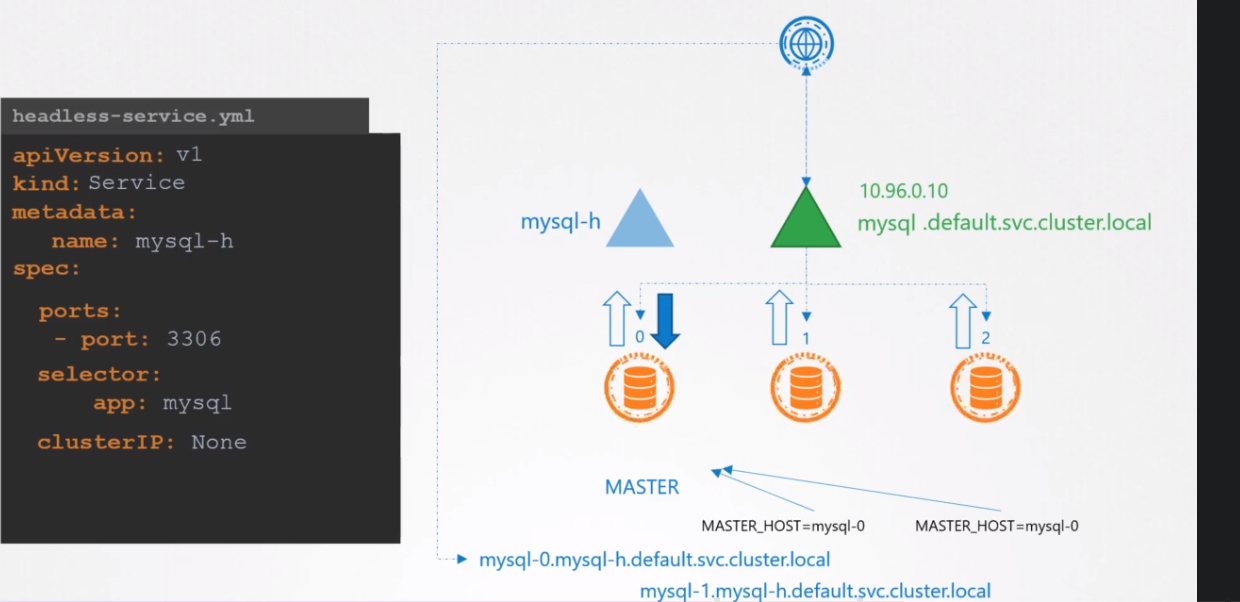 headless-service.yml
apiVersion: v1
kind: Service
metadata:
name: mysql-h
spec:
ports:
- port: 3306
selector:
app: mysql
clusterIP: None
10.96.0.10
mysql-h
mysql .default.svc.cluster.local
0
1
2
MASTER
MASTER_HOST=mysql-0
MASTER_HOST=mysql-0
mysql-0.mysql-h.default.svc.cluster.local
mysql-1.mysql-h.default.svc.cluster.local